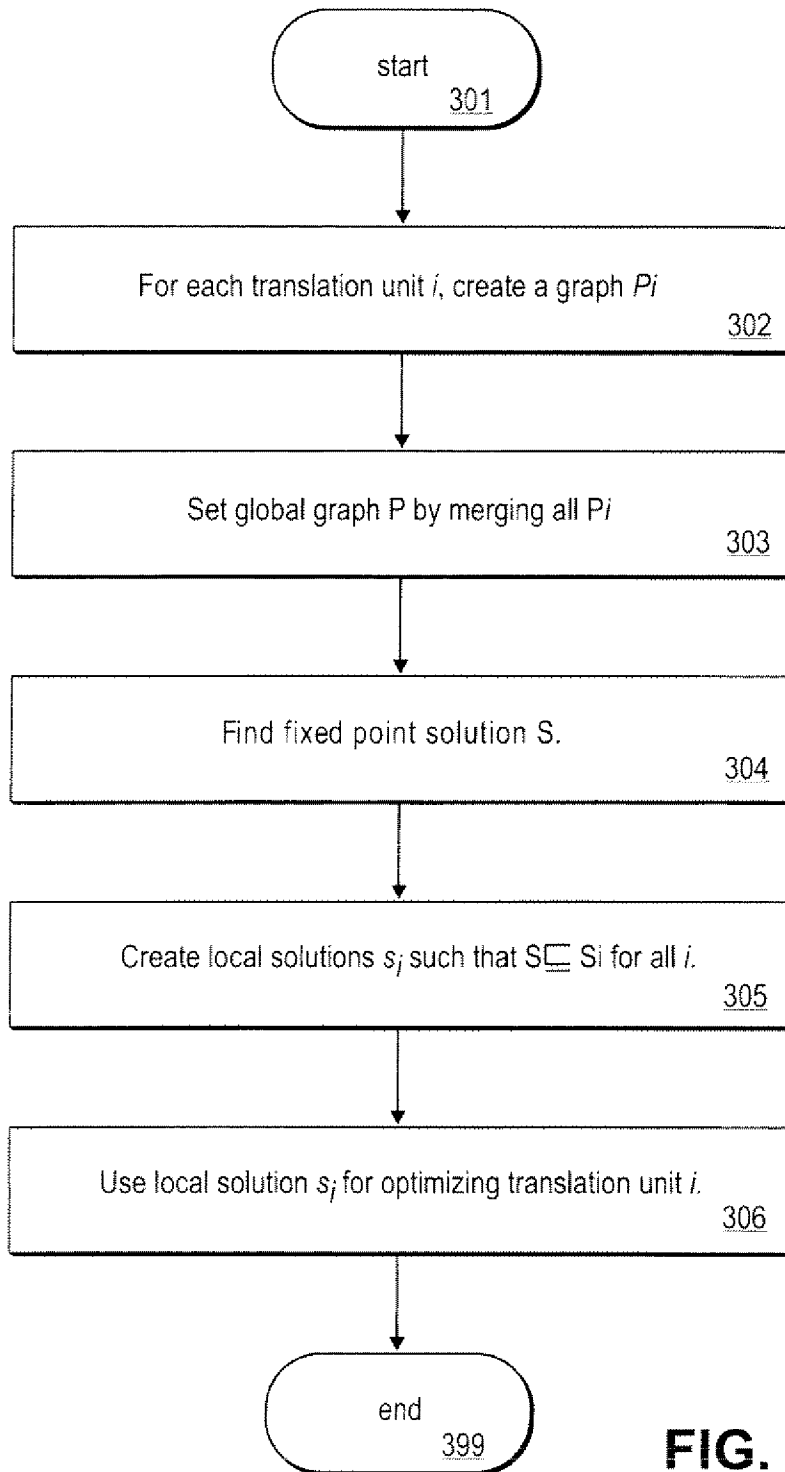 start
301
For each translation unit i, create a graph Pi
302
Set global graph P by merging all Pi
303
Find fixed point solution S.
304
Create local solutions si such that S⊑ Si for all i.
305
Use local solution si for optimizing translation unit i.
306
end
399
FIG.